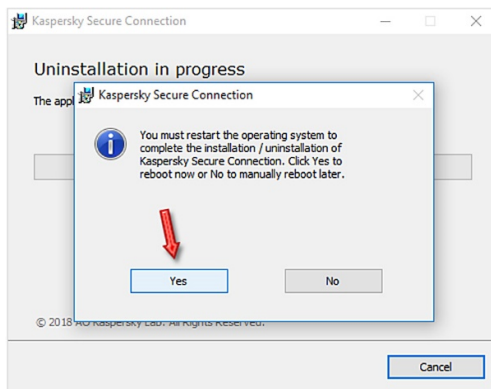 Kaspersky Secure Connection
Uninstallation in progress
The appl
Kaspersky Secure Connection
You must restart the operating system to
complete the installation / uninstallation of
Kaspersky Secure Connection. Click Yes to
reboot now or No to manually reboot later.
Yes
No
© 2018 AO Kaspersky Lab. All Rights Reserved.
Cancel